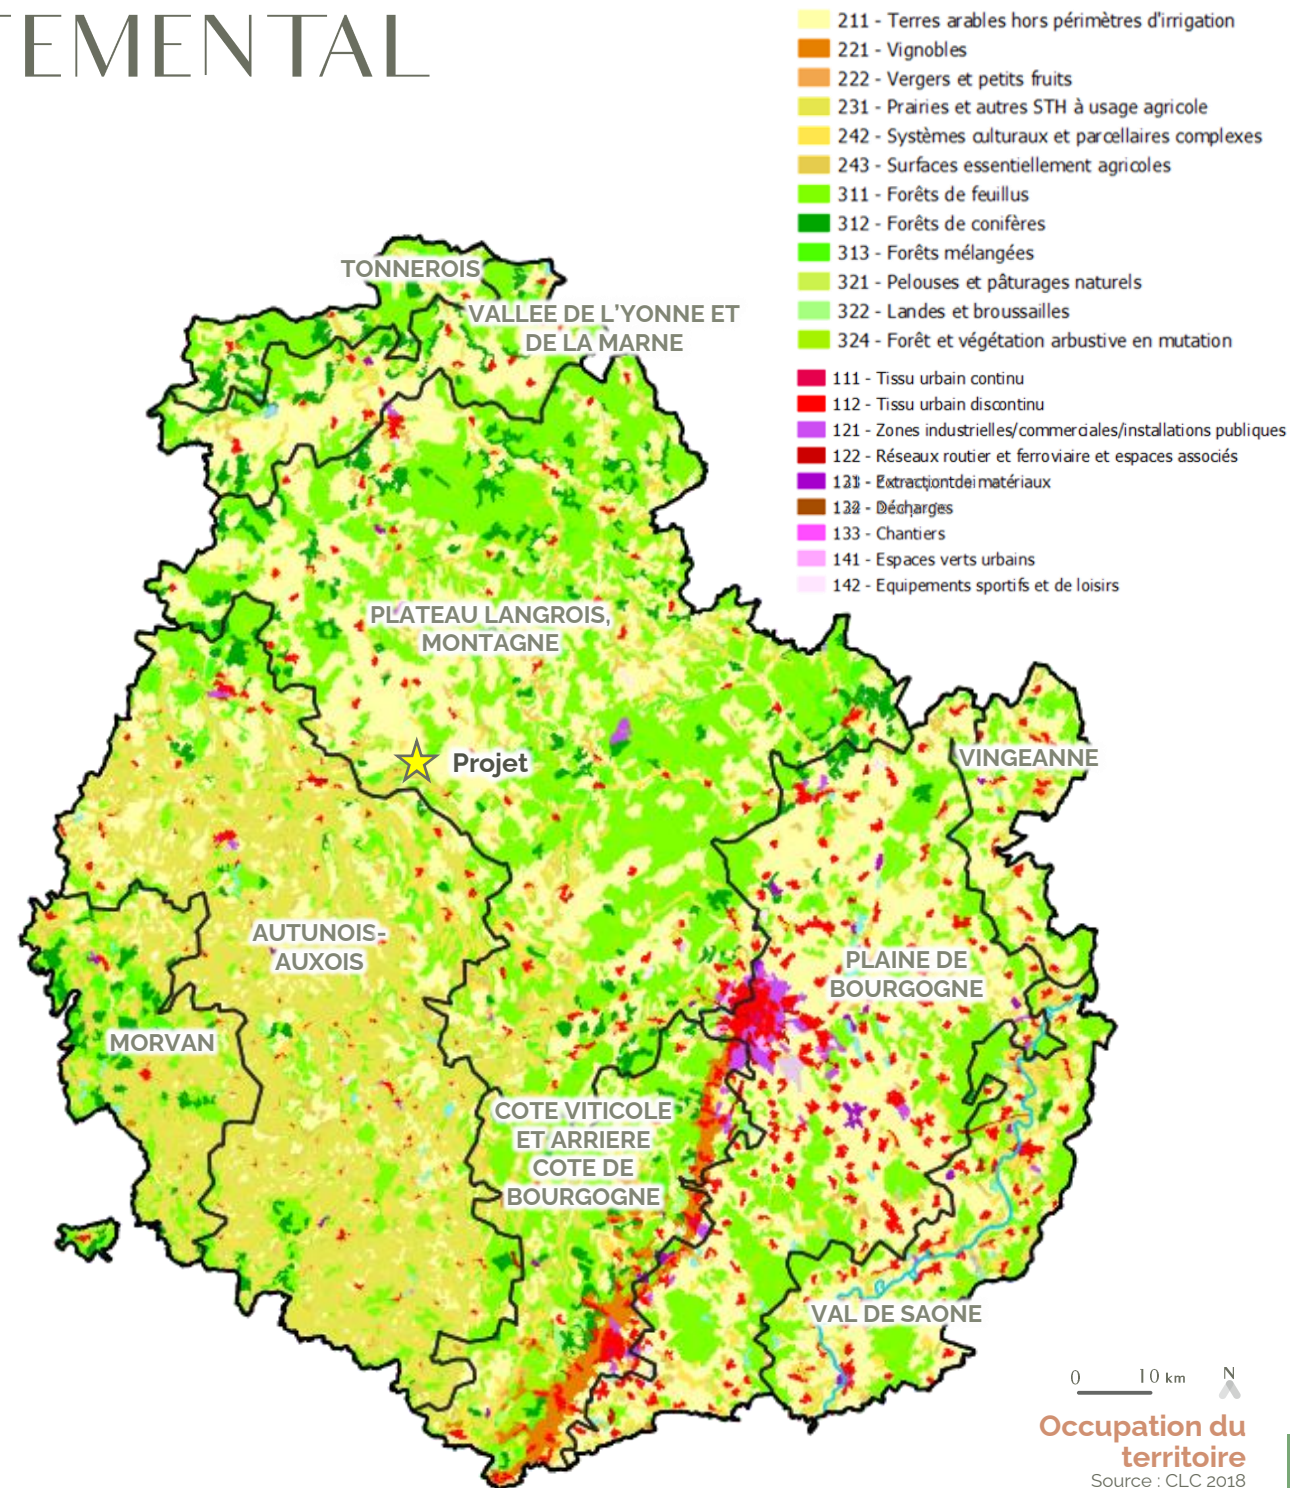 TEMENTAL
211 - Terres arables hors périmètres d'irrigation
221 - Vignobles
222 - Vergers et petits fruits
231 - Prairies et autres STH à usage agricole
242 - Systèmes culturaux et parcellaires complexes
243 - Surfaces essentiellement agricoles
311 - Forêts de feuillus
312 - Forêts de conifères
313 - Forêts mélangées
321 - Pelouses et pâturages naturels
322 - Landes et broussailles
324 - Forêt et végétation arbustive en mutation
111 - Tissu urbain continu
112 - Tissu urbain discontinu
121 - Zones industrielles/commerciales/installations publiques
122 - Réseaux routier et ferroviaire et espaces associés
matériaux
Décharges
133 - Chantiers
141 - Espaces verts urbains
142 - Equipements sportifs et de loisirs
TONNEROIS
VALLEE DE L'YONNE ET
DE LA MARNE
PLATEAU LANGROIS,
MONTAGNE
Projet
VINGEANNE
AUTUNOIS-
AUXOIS
PLAINE DE
BOURGOGNE
MORVAN
COTE VITICOLE
ET ARRIERE
COTE DE
BOURGOGNE
VAL DE SAONE
0 10 km N
Occupation du
territoire
Source : CLC 2018